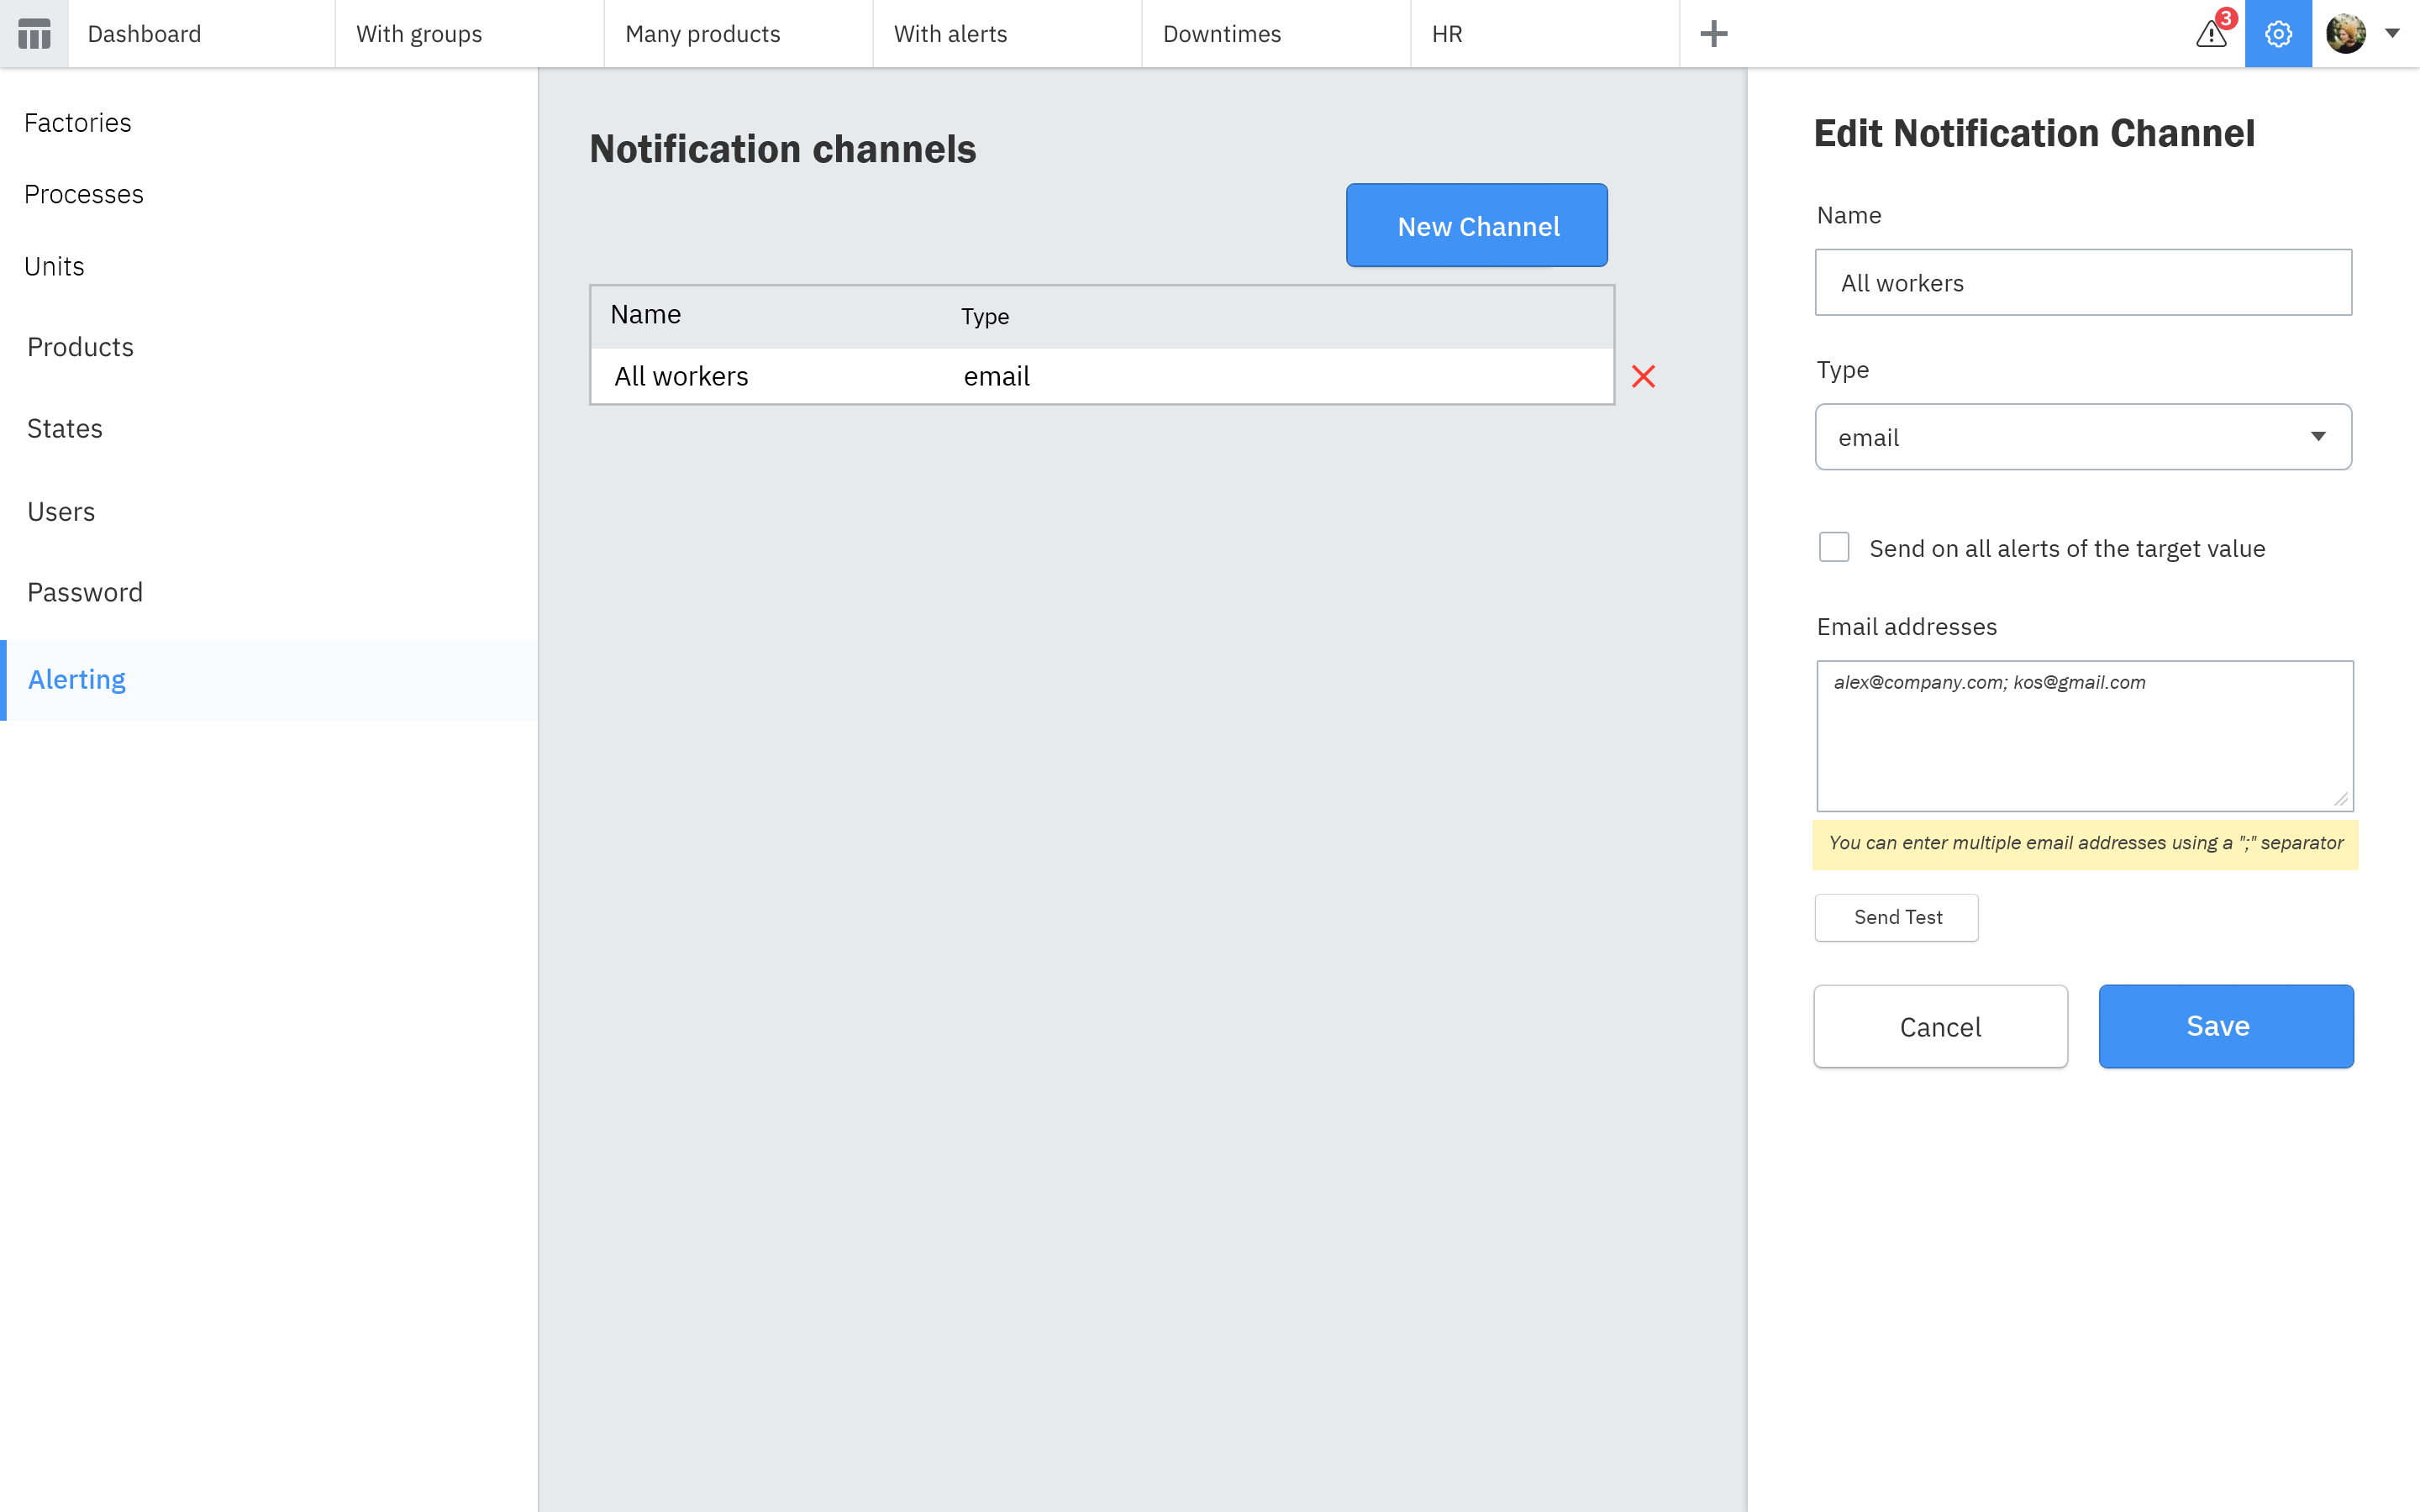 Dashboard
With groups
Many products
With alerts
Downtimes
HR
3
Factories
Processes
Units
Products
States
Users
Password
Alerting
Notification channels
New Channel
Name Type
All workers email
Edit Notification Channel
Name
All workers
Type
email
Send on all alerts of the target value
Email addresses
alex@company.com; kos@gmail.com
You can enter multiple email addresses using a ";" separator
Send Test
Cancel
Save